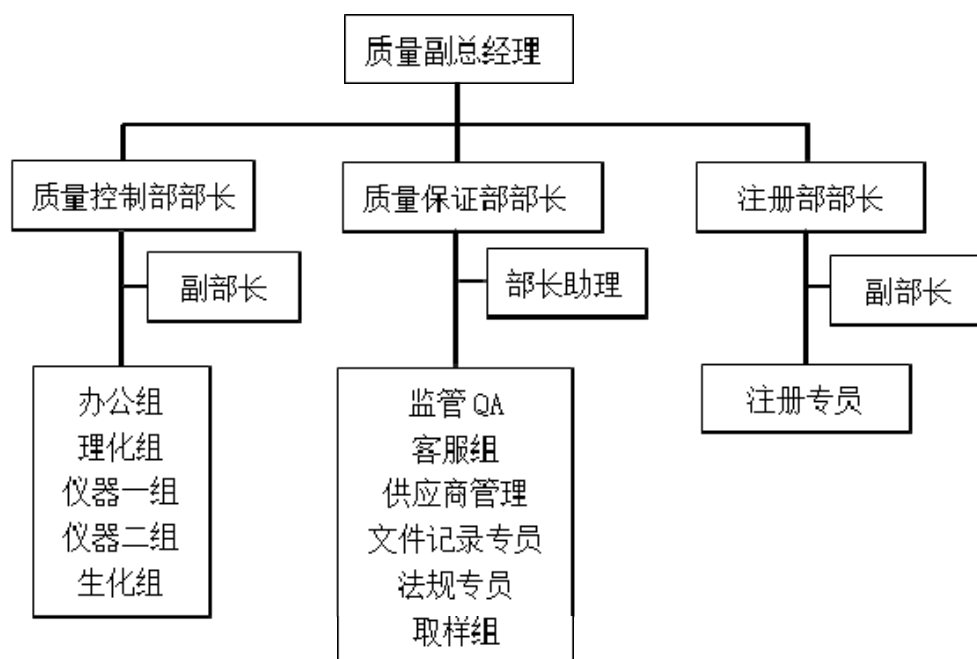 质量副总经理
质量控制部部长
质量保证部部长
注册部部长
副部长
部长助理
副部长
办公组
理化组
仪器一组
仪器二组
生化组
监管QA
客服组
供应商管理
文件记录专员
法规专员
取样组
注册专员